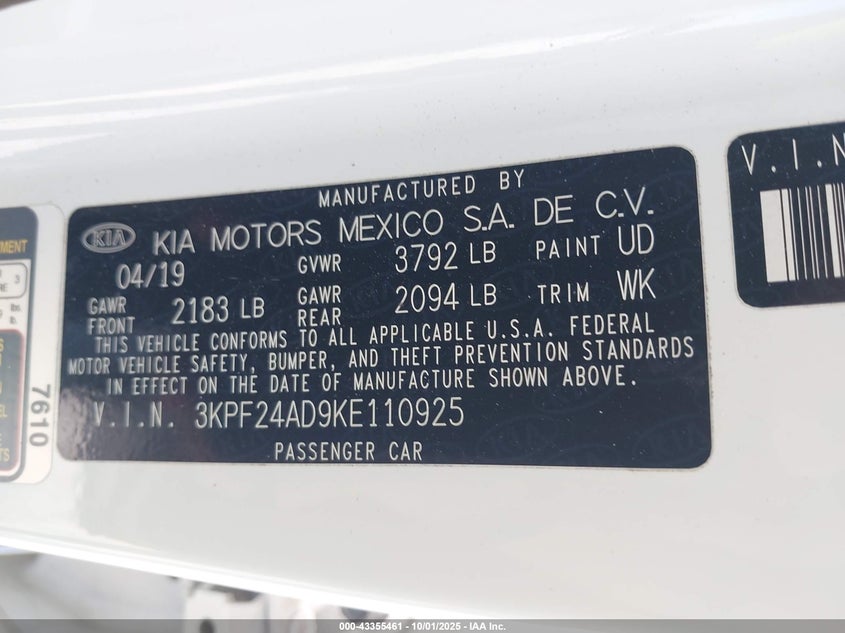 MANUFACTURED BY
KIA KIA MOTORS MEXICO S.A. DE C.V.
04/19 GVWR 3792 LB PAINT UD
GAWR FRONT 2183 LB GAWR REAR 2094 LB TRIM WK
THIS VEHICLE CONFORMS TO ALL APPLICABLE U.S.A. FEDERAL
MOTOR VEHICLE SAFETY, BUMPER, AND THEFT PREVENTION STANDARDS
IN EFFECT ON THE DATE OF MANUFACTURE SHOWN ABOVE.
V.I.N. 3KPF24AD9KE110925
PASSENGER CAR
V.I.N
7610
000-43355461 - 10/01/2025 - IAA Inc.